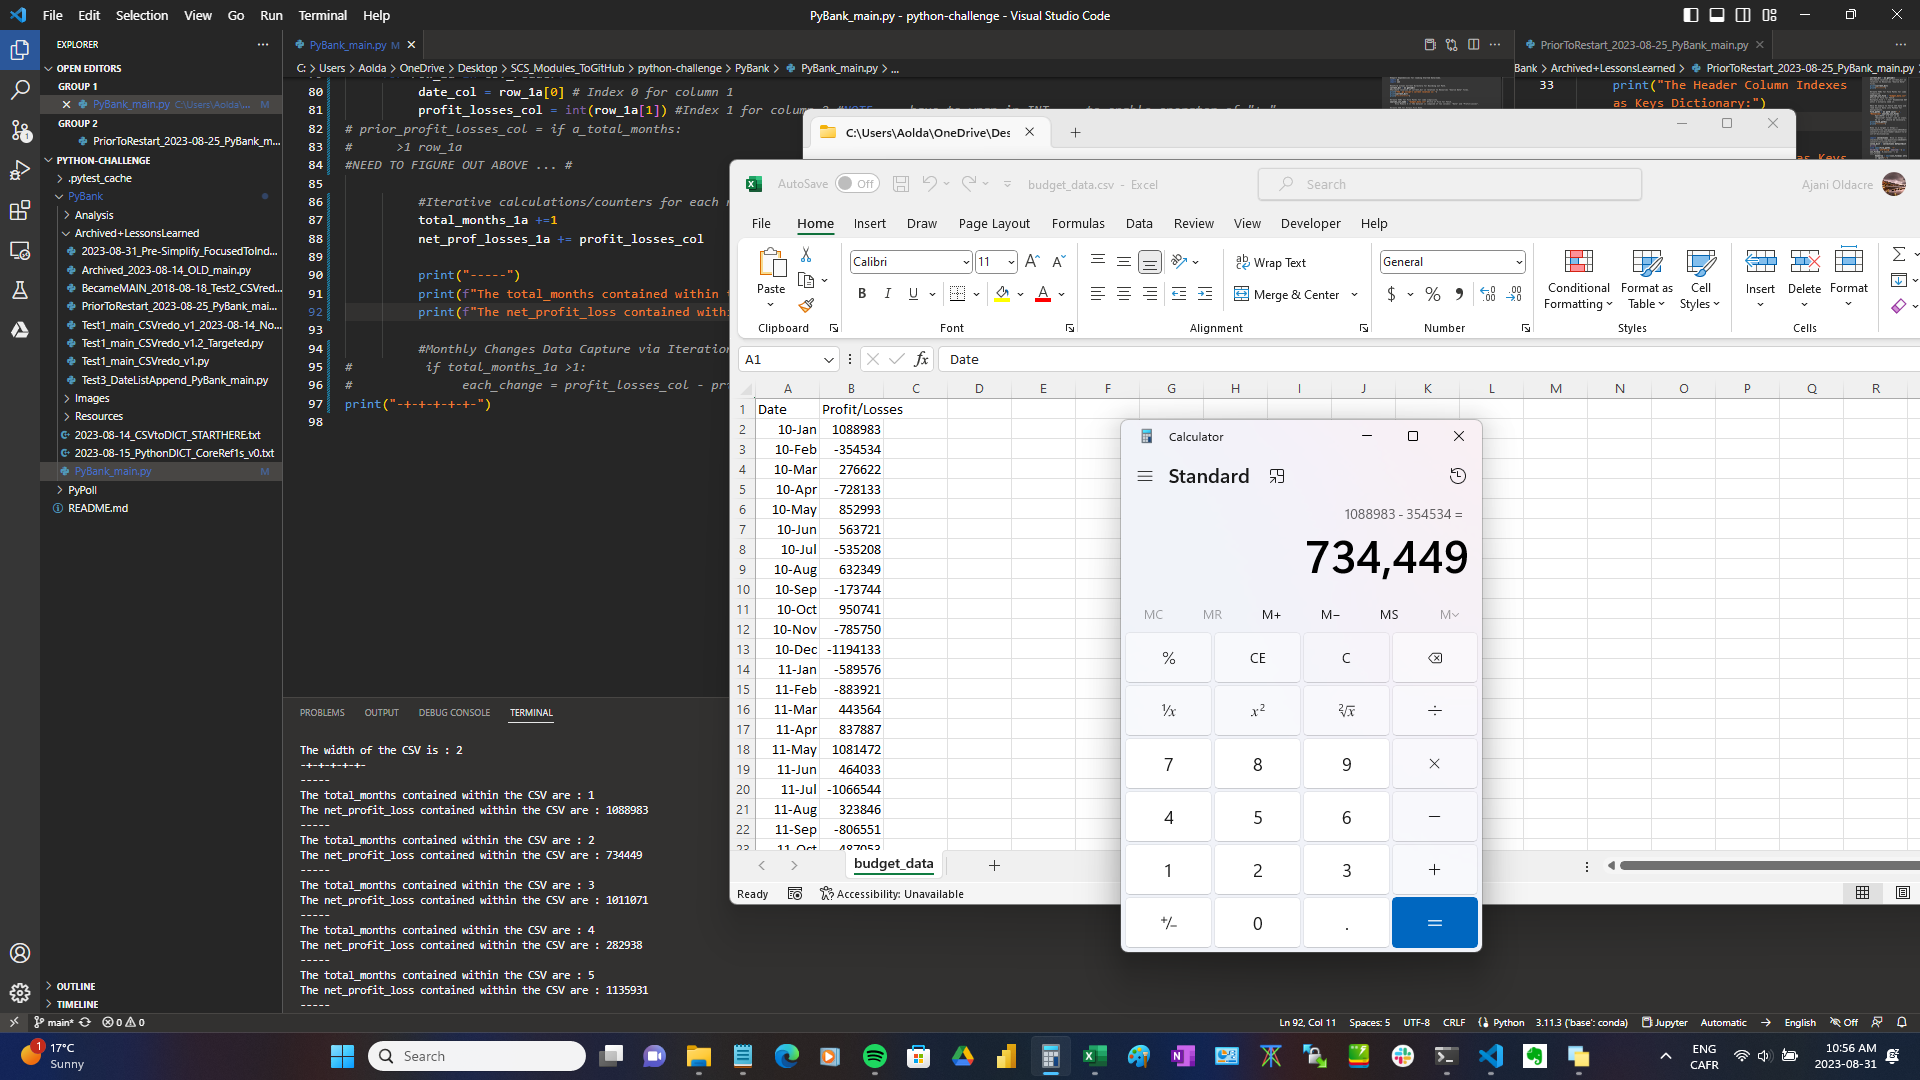 File Edit Selection View Go Run Terminal Help
PyBank_main.py - python-challenge - Visual Studio Code
EXPLORER
OPEN EDITORS
GROUP 1
PyBank_main.py C:\Users\Aolda\... M
GROUP 2
PriorToRestart_2023-08-25_PyBank_m...
PYTHON-CHALLENGE
.pytest_cache
PyBank
Analysis
Archived+LessonsLearned
2023-08-31_Pre-Simplify_FocusedToInd...
Archived_2023-08-14_OLD_main.py
BecameMAIN_2018-08-18_Test2_CSVred...
PriorToRestart_2023-08-25_PyBank_mai...
Test1_main_CSVredo_v1_2023-08-14_No...
Test1_main_CSVredo_v1.2_Targeted.py
Test1_main_CSVredo_v1.py
Test3_DateListAppend_PyBank_main.py
Images
Resources
2023-08-14_CSVtoDICT_STARTHERE.txt
2023-08-15_PythonDICT_CoreRef1s_v0.txt
PyBank_main.py M
PyPoll
README.md
OUTLINE
TIMELINE
PyBank_main.py M
C: > Users > Aolda > OneDrive > Desktop > SCS_Modules_ToGitHub > python-challenge > PyBank > PyBank_main.py > ...
80 date_col = row_1a[0] # Index 0 for column 1
81 profit_losses_col = int(row_1a[1]) #Index 1 for column 2 #NOTE
82 # prior_profit_losses_col = if a_total_months:
83 # >1 row_1a
84 #NEED TO FIGURE OUT ABOVE ... #
85
86 #Iterative calculations/counters for each
87 total_months_1a +=1
88 net_prof_losses_1a += profit_losses_col
89
90 print("-----")
91 print(f"The total_months contained within
92 print(f"The net_profit_loss contained withi
93
94 #Monthly Changes Data Capture via Iteration
95 # if total_months_1a >1:
96 # each_change = profit_losses_col - pr
97 print("-+-+-+-+-+-")
98
PriorToRestart_2023-08-25_PyBank_main.py
Bank > Archived+LessonsLearned > PriorToRestart_2023-08-25_PyBank_main.py
33 print("The Header Column Indexes
as Keys Dictionary:")
as Keys
PROBLEMS OUTPUT DEBUG CONSOLE TERMINAL
The width of the CSV is : 2
-+-+-+-+-+-
-----
The total_months contained within the CSV are : 1
The net_profit_loss contained within the CSV are : 1088983
-----
The total_months contained within the CSV are : 2
The net_profit_loss contained within the CSV are : 734449
-----
The total_months contained within the CSV are : 3
The net_profit_loss contained within the CSV are : 1011071
-----
The total_months contained within the CSV are : 4
The net_profit_loss contained within the CSV are : 282938
-----
The total_months contained within the CSV are : 5
The net_profit_loss contained within the CSV are : 1135931
-----
C:\Users\Aolda\OneDrive\Des
AutoSave Off budget_data.csv - Excel Search Ajani Oldacre
File Home Insert Draw Page Layout Formulas Data Review View Developer Help
Paste
Calibri 11
B I U A
Wrap Text
Merge & Center
General
$ %
Conditional Formatting
Format as Table
Cell Styles
Insert Delete Format
Clipboard Font Alignment Number Styles Cells
A1 fx Date
A B C D E F G H I J K L M N O P Q R
1 Date Profit/Losses
2 10-Jan 1088983
3 10-Feb -354534
4 10-Mar 276622
5 10-Apr -728133
6 10-May 852993
7 10-Jun 563721
8 10-Jul -535208
9 10-Aug 632349
10 10-Sep -173744
11 10-Oct 950741
12 10-Nov -785750
13 10-Dec -1194133
14 11-Jan -589576
15 11-Feb -883921
16 11-Mar 443564
17 11-Apr 837887
18 11-May 1081472
19 11-Jun 464033
20 11-Jul -1066544
21 11-Aug 323846
22 11-Sep -806551
23 11-Oct 487053
budget_data
Ready Accessibility: Unavailable
Calculator
Standard
1088983 - 354534 =
734,449
MC MR M+ M− MS M
% CE C
¹/x x² ²√x ÷
7 8 9 ×
4 5 6 −
1 2 3 +
+/− 0 . =
main* 0 0
Ln 92, Col 11 Spaces: 5 UTF-8 CRLF Python 3.11.3 ('base': conda) Jupyter Automatic English Off
1
17°C
Sunny
Search
ENG
CAFR
10:56 AM
2023-08-31